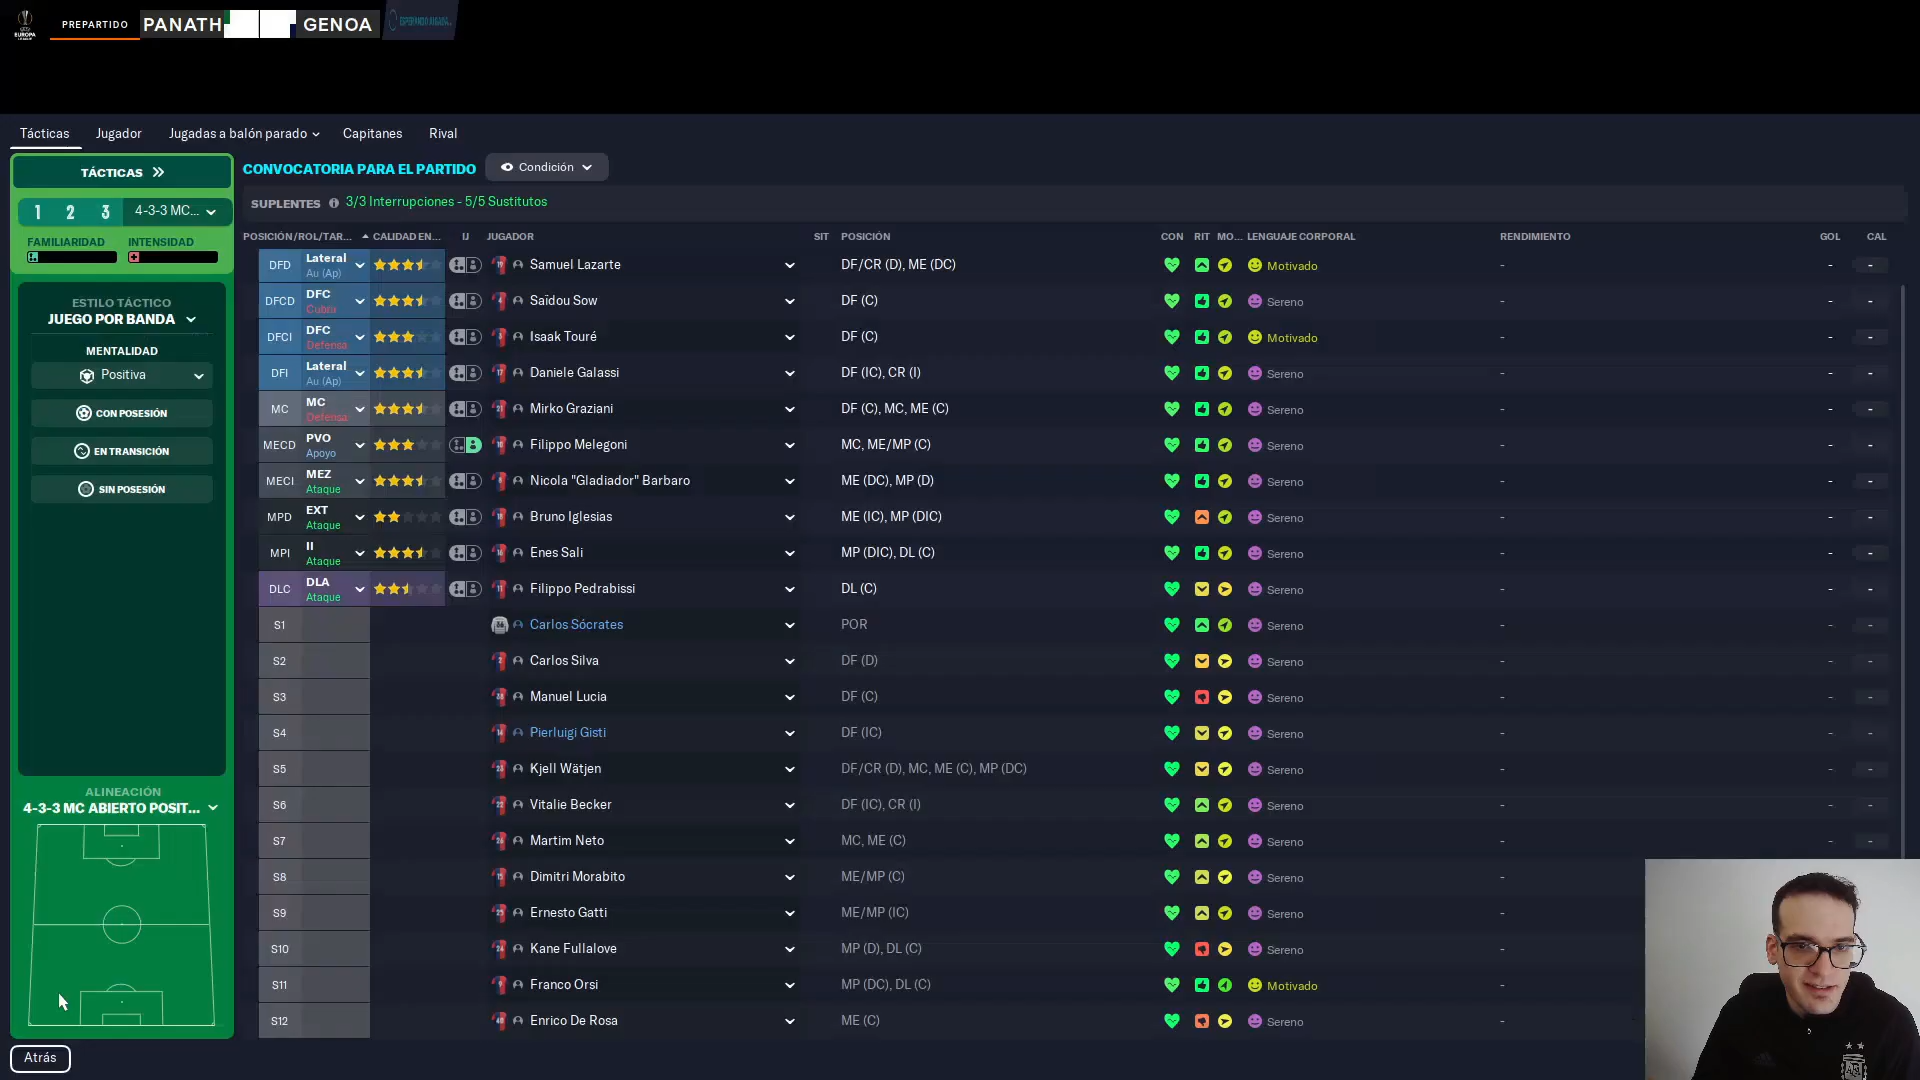 PREPARTIDO
PANATH
GENOA
EUROPA
LEAGUE
Tácticas
Jugador
Jugadas a balón parado
Capitanes
Rival
TÁCTICAS
1 2 3 4-3-3 MC...
FAMILIARIDAD INTENSIDAD
ESTILO TÁCTICO
JUEGO POR BANDA
MENTALIDAD
Positiva
CON POSESIÓN
EN TRANSICIÓN
SIN POSESIÓN
ALINEACIÓN
4-3-3 MC ABIERTO POSIT...
Atrás
CONVOCATORIA PARA EL PARTIDO Condición
SUPLENTES 3/3 Interrupciones - 5/5 Sustitutos
POSICIÓN/ROL/TAR... CALIDAD EN... IJ JUGADOR SIT POSICIÓN CON RIT MO... LENGUAJE CORPORAL RENDIMIENTO GOL CAL
DFD Lateral Au (Ap) Samuel Lazarte DF/CR (D), ME (DC) Motivado - - -
DFCD DFC Cubra Saïdou Sow DF (C) Sereno - - -
DFCI DFC Defensa Isaak Touré DF (C) Motivado - - -
DFI Lateral Au (Ap) Daniele Galassi DF (IC), CR (I) Sereno - - -
MC MC Defensa Mirko Graziani DF (C), MC, ME (C) Sereno - - -
MECD PVO Apoyo Filippo Melegoni MC, ME/MP (C) Sereno - - -
MECI MEZ Ataque Nicola "Gladiador" Barbaro ME (DC), MP (D) Sereno - - -
MPD EXT Ataque Bruno Iglesias ME (IC), MP (DIC) Sereno - - -
MPI II Ataque Enes Sali MP (DIC), DL (C) Sereno - - -
DLC DLA Ataque Filippo Pedrabissi DL (C) Sereno - - -
S1 Carlos Sócrates POR Sereno - - -
S2 Carlos Silva DF (D) Sereno - - -
S3 Manuel Lucia DF (C) Sereno - - -
S4 Pierluigi Gisti DF (IC) Sereno - - -
S5 Kjell Wätjen DF/CR (D), MC, ME (C), MP (DC) Sereno - - -
S6 Vitalie Becker DF (IC), CR (I) Sereno - - -
S7 Martim Neto MC, ME (C) Sereno - - -
S8 Dimitri Morabito ME/MP (C) Sereno -
S9 Ernesto Gatti ME/MP (IC) Sereno -
S10 Kane Fullalove MP (D), DL (C) Sereno -
S11 Franco Orsi MP (DC), DL (C) Motivado -
S12 Enrico De Rosa ME (C) Sereno -